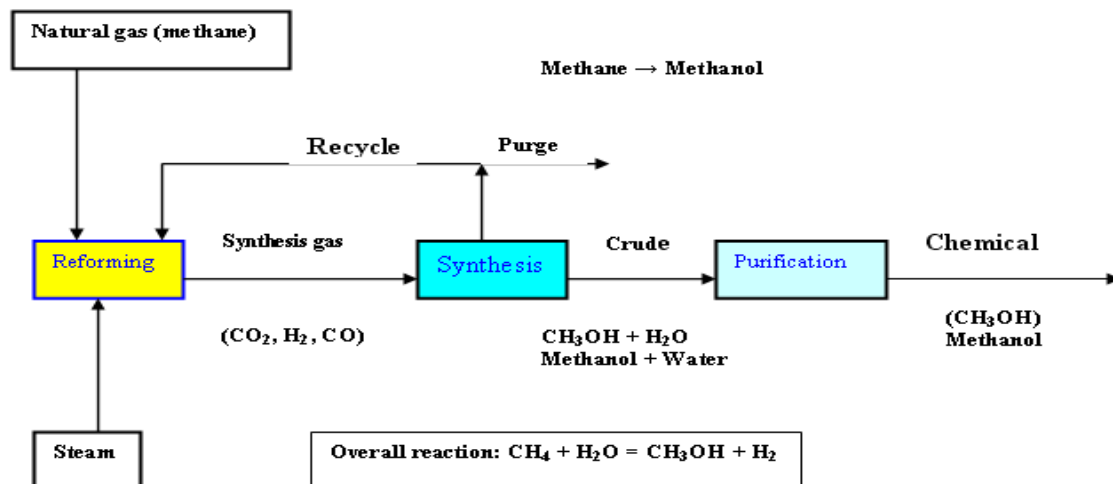 Natural gas (methane)
Methane → Methanol
Recycle
Purge
Reforming
Synthesis gas
Synthesis
Crude
Purification
Chemical
(CO₂, H₂, CO)
CH₃OH + H₂O
Methanol + Water
(CH₃OH)
Methanol
Steam
Overall reaction: CH₄ + H₂O = CH₃OH + H₂